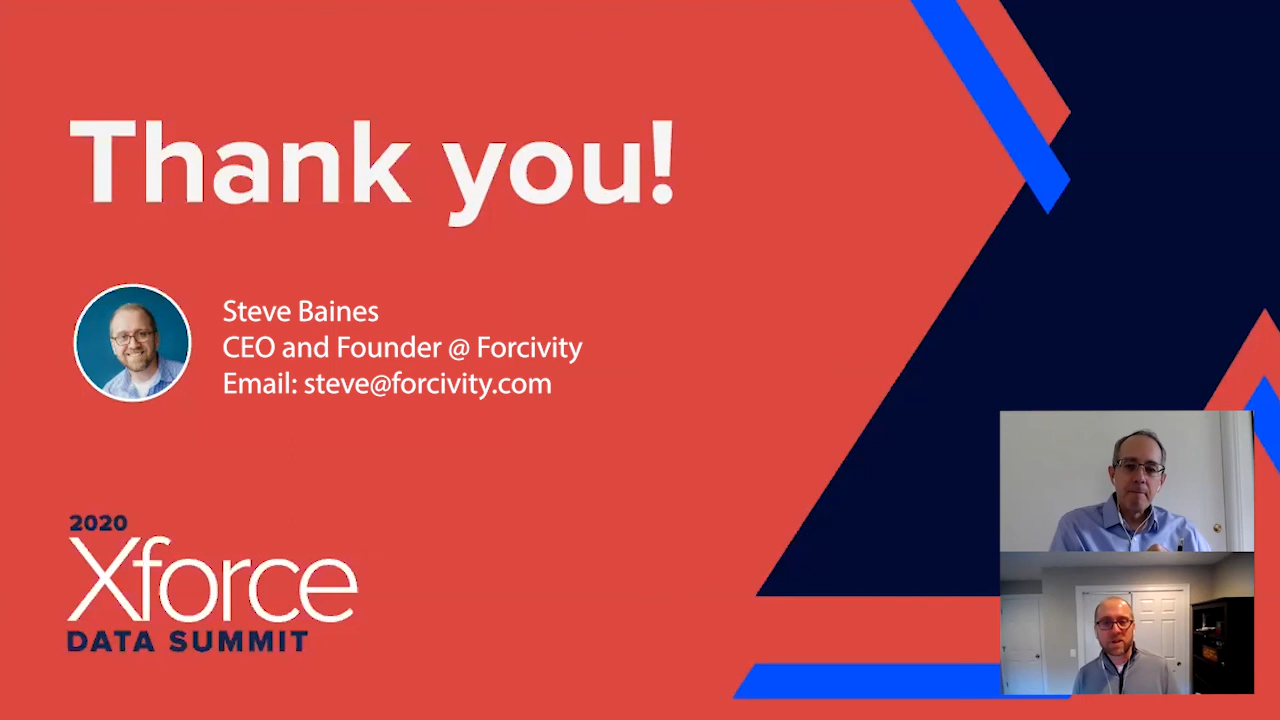 Thank you!
Steve Baines
CEO and Founder @ Forcivity
Email: steve@forcivity.com
2020
Xforce
DATA SUMMIT